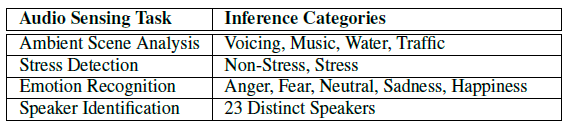 Audio Sensing Task Inference Categories
Ambient Scene Analysis Voicing, Music, Water, Traffic
Stress Detection Non-Stress, Stress
Emotion Recognition Anger, Fear, Neutral, Sadness, Happiness
Speaker Identification 23 Distinct Speakers